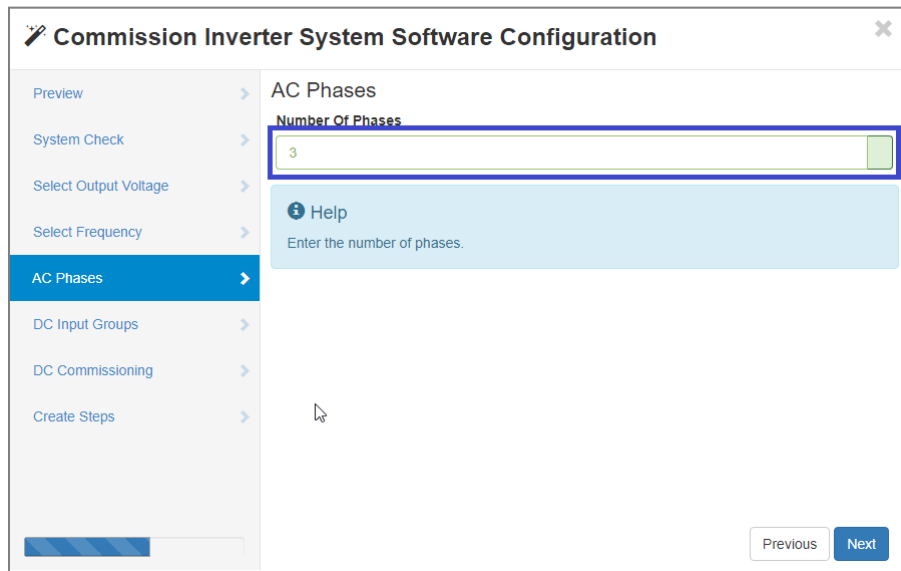 Commission Inverter System Software Configuration
Preview
System Check
Select Output Voltage
Select Frequency
AC Phases
DC Input Groups
DC Commissioning
Create Steps
AC Phases
Number Of Phases
3
Help
Enter the number of phases.
Previous
Next